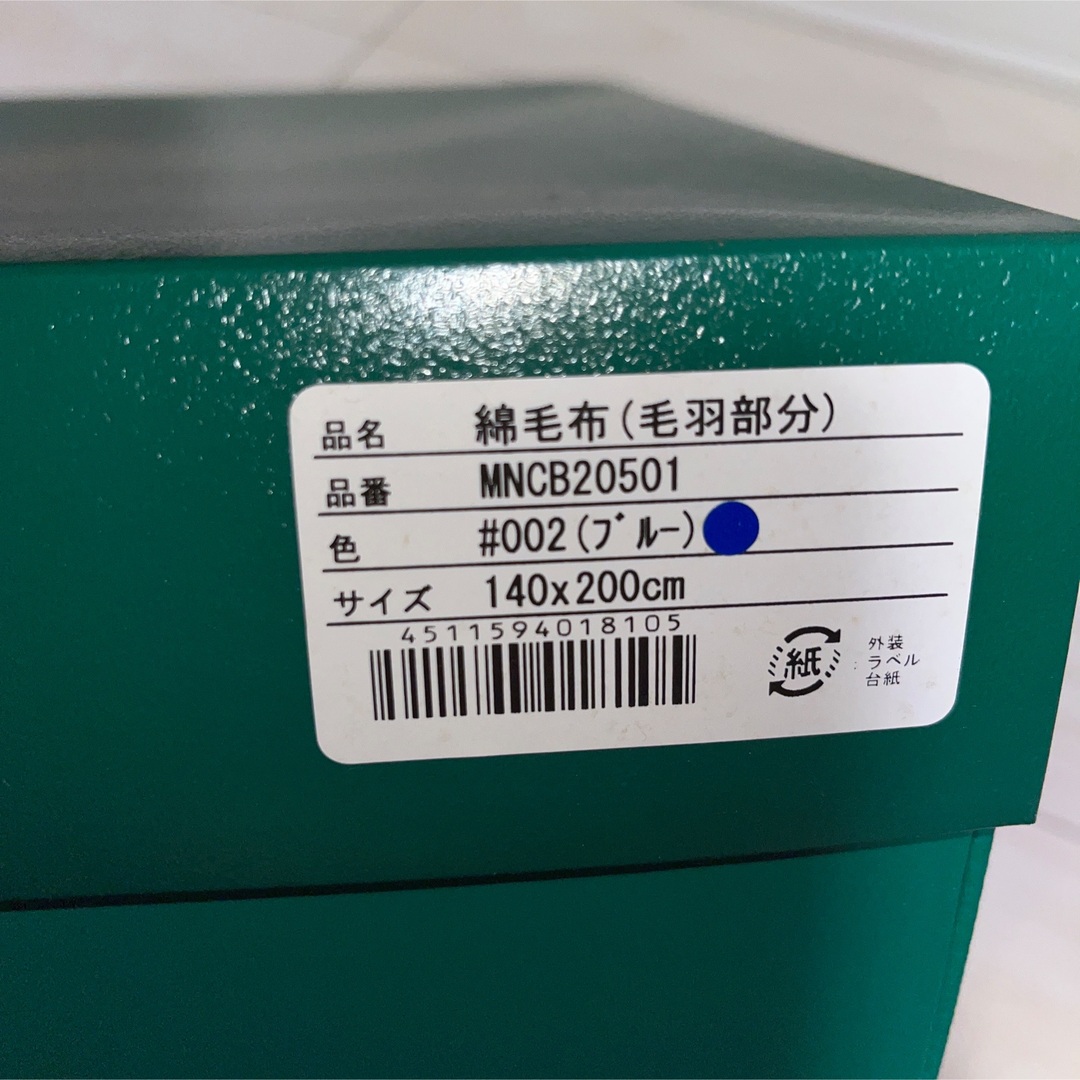 品名 綿毛布(毛羽部分)
品番 MNCB20501
色 #002(ﾌﾞﾙｰ)
サイズ 140x200cm
4511594018105
紙 : 外装
ラベル
台紙